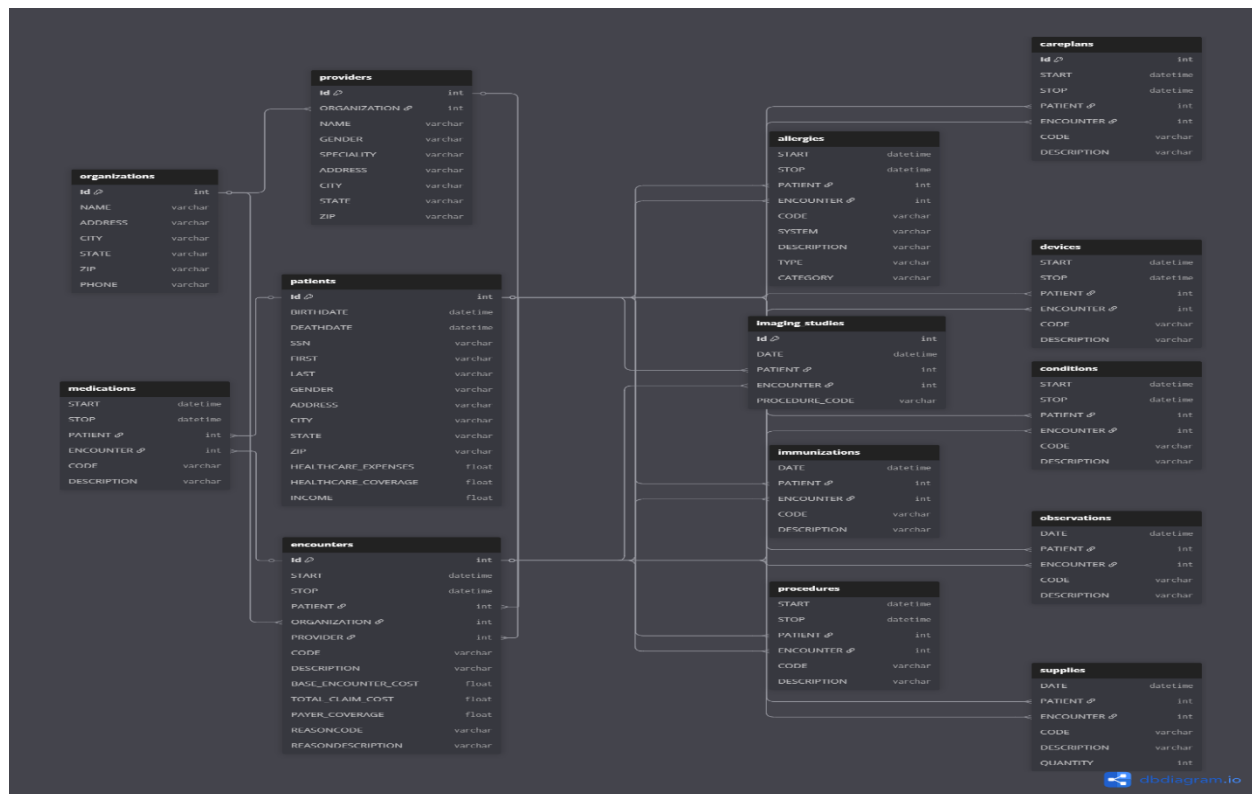 providers
Id int
ORGANIZATION int
NAME varchar
GENDER varchar
SPECIALITY varchar
ADDRESS varchar
CITY varchar
STATE varchar
ZIP varchar
organizations
Id int
NAME varchar
ADDRESS varchar
CITY varchar
STATE varchar
ZIP varchar
PHONE varchar
patients
Id int
BIRTHDATE datetime
DEATHDATE datetime
SSN varchar
FIRST varchar
LAST varchar
GENDER varchar
ADDRESS varchar
CITY varchar
STATE varchar
ZIP varchar
HEALTHCARE_EXPENSES float
HEALTHCARE_COVERAGE float
INCOME float
medications
START datetime
STOP datetime
PATIENT int
ENCOUNTER int
CODE varchar
DESCRIPTION varchar
encounters
Id int
START datetime
STOP datetime
PATIENT int
ORGANIZATION int
PROVIDER int
CODE varchar
DESCRIPTION varchar
BASE_ENCOUNTER_COST float
TOTAL_CLAIM_COST float
PAYER_COVERAGE float
REASONCODE varchar
REASONDESCRIPTION varchar
allergies
START datetime
STOP datetime
PATIENT int
ENCOUNTER int
CODE varchar
SYSTEM varchar
DESCRIPTION varchar
TYPE varchar
CATEGORY varchar
imaging studies
Id int
DATE datetime
PATIENT int
ENCOUNTER int
PROCEDURE_CODE varchar
immunizations
DATE datetime
PATIENT int
ENCOUNTER int
CODE varchar
DESCRIPTION varchar
procedures
START datetime
STOP datetime
PATIENT int
ENCOUNTER int
CODE varchar
DESCRIPTION varchar
careplans
Id int
START datetime
STOP datetime
PATIENT int
ENCOUNTER int
CODE varchar
DESCRIPTION varchar
devices
START datetime
STOP datetime
PATIENT int
ENCOUNTER int
CODE varchar
DESCRIPTION varchar
conditions
START datetime
STOP datetime
PATIENT int
ENCOUNTER int
CODE varchar
DESCRIPTION varchar
observations
DATE datetime
PATIENT int
ENCOUNTER int
CODE varchar
DESCRIPTION varchar
supplies
DATE datetime
PATIENT int
ENCOUNTER int
CODE varchar
DESCRIPTION varchar
QUANTITY int
dbdiagram.io